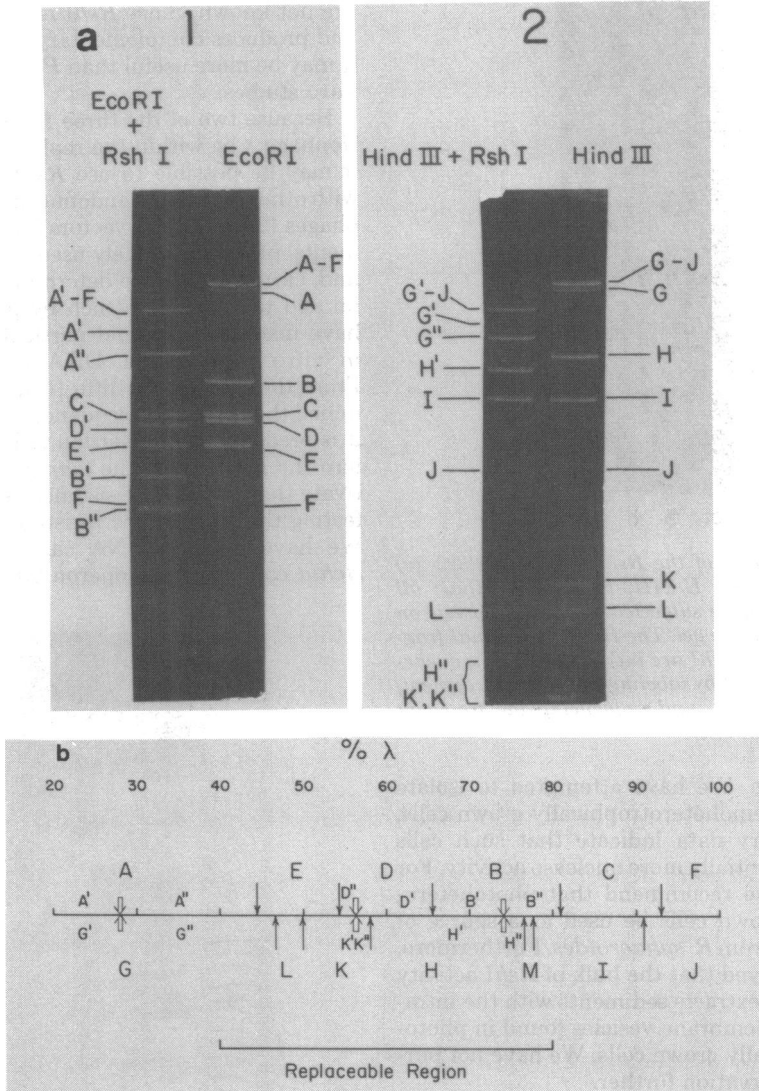 a 1
EcoRI
+
Rsh I
EcoRI
A'-F
A'
A"
C
D'
E
B'
F
B"
A-F
A
B
C
D
E
F
2
Hind III + Rsh I
Hind III
G'-J
G'
G"
H'
I
J
L
H"
K', K"
G-J
G
H
I
J
K
L
b
% λ
20 30 40 50 60 70 80 90 100
A E D B C F
A' A" D" D' B' B"
G' G" K' K" H' H"
G L K H M I J
Replaceable Region